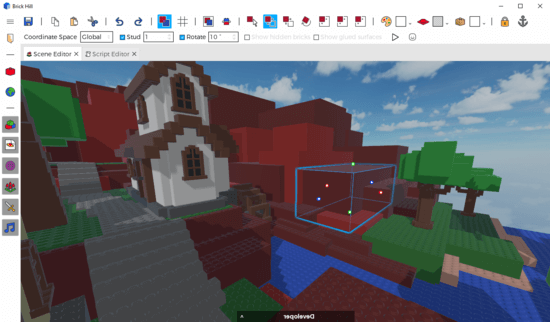 Brick Hill
Coordinate Space Global Stud 1 Rotate 10° Show hidden bricks Show glued surfaces
Scene Editor Script Editor
Developer